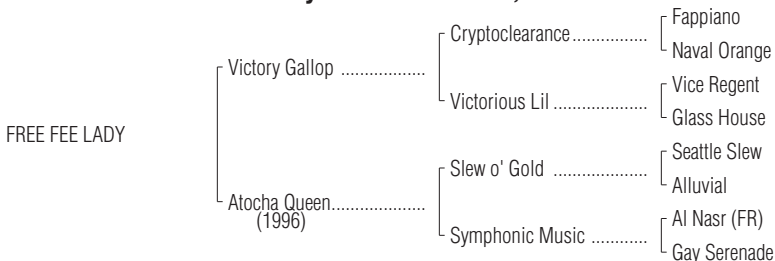 Fappiano
Cryptoclearance................
Naval Orange
Victory Gallop ..................
Vice Regent
Victorious Lil ....................
Glass House
FREE FEE LADY
Seattle Slew
Slew o' Gold ....................
Alluvial
Atocha Queen....................
(1996)
Al Nasr (FR)
Symphonic Music ............
Gay Serenade